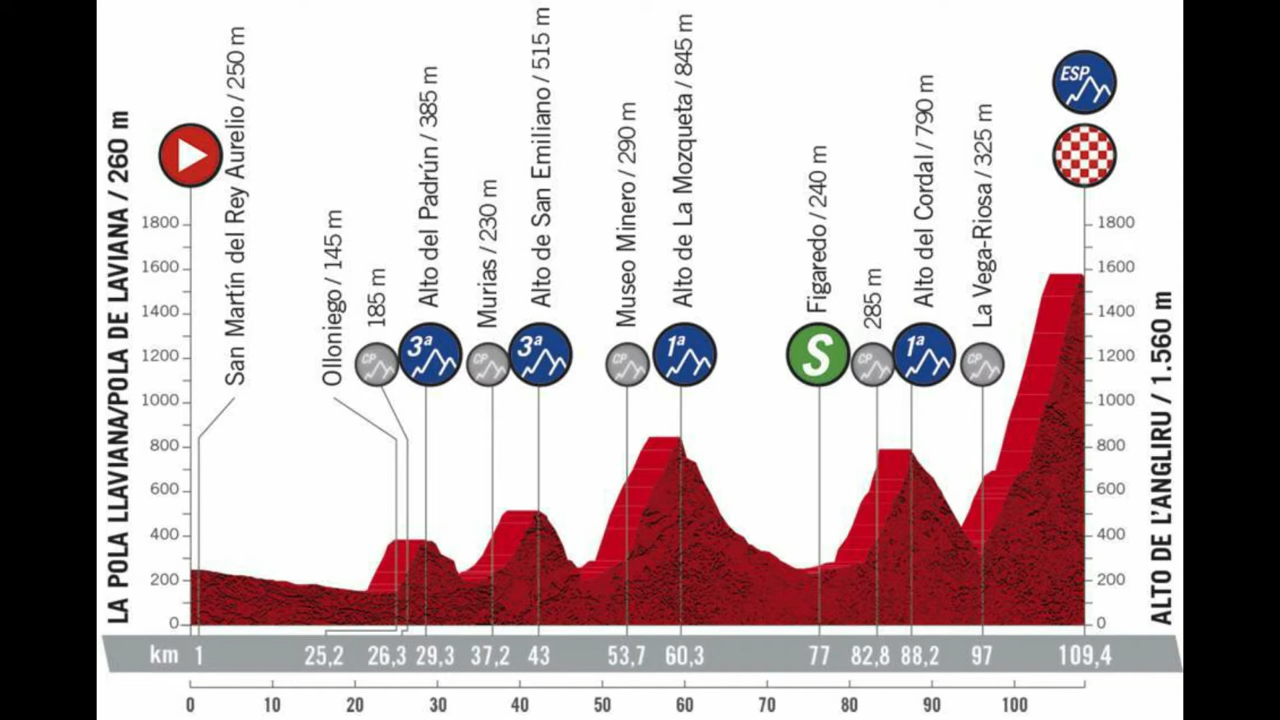 LA POLA LLAVIANA/POLA DE LAVIANA / 260 m
San Martín del Rey Aurelio / 250 m
Olloniego / 145 m
185 m
Alto del Padrún / 385 m
Murias / 230 m
Alto de San Emiliano / 515 m
Museo Minero / 290 m
Alto de La Mozqueta / 845 m
Figaredo / 240 m
285 m
Alto del Cordal / 790 m
La Vega-Riosa / 325 m
ALTO DE L'ANGLIRU / 1.560 m
ESP
CP
3ª
CP
3ª
CP
1ª
S
CP
1ª
CP
1800
1600
1400
1200
1000
800
600
400
200
0
1800
1600
1400
1200
1000
800
600
400
200
0
km 1 25,2 26,3 29,3 37,2 43 53,7 60,3 77 82,8 88,2 97 109,4
0 10 20 30 40 50 60 70 80 90 100